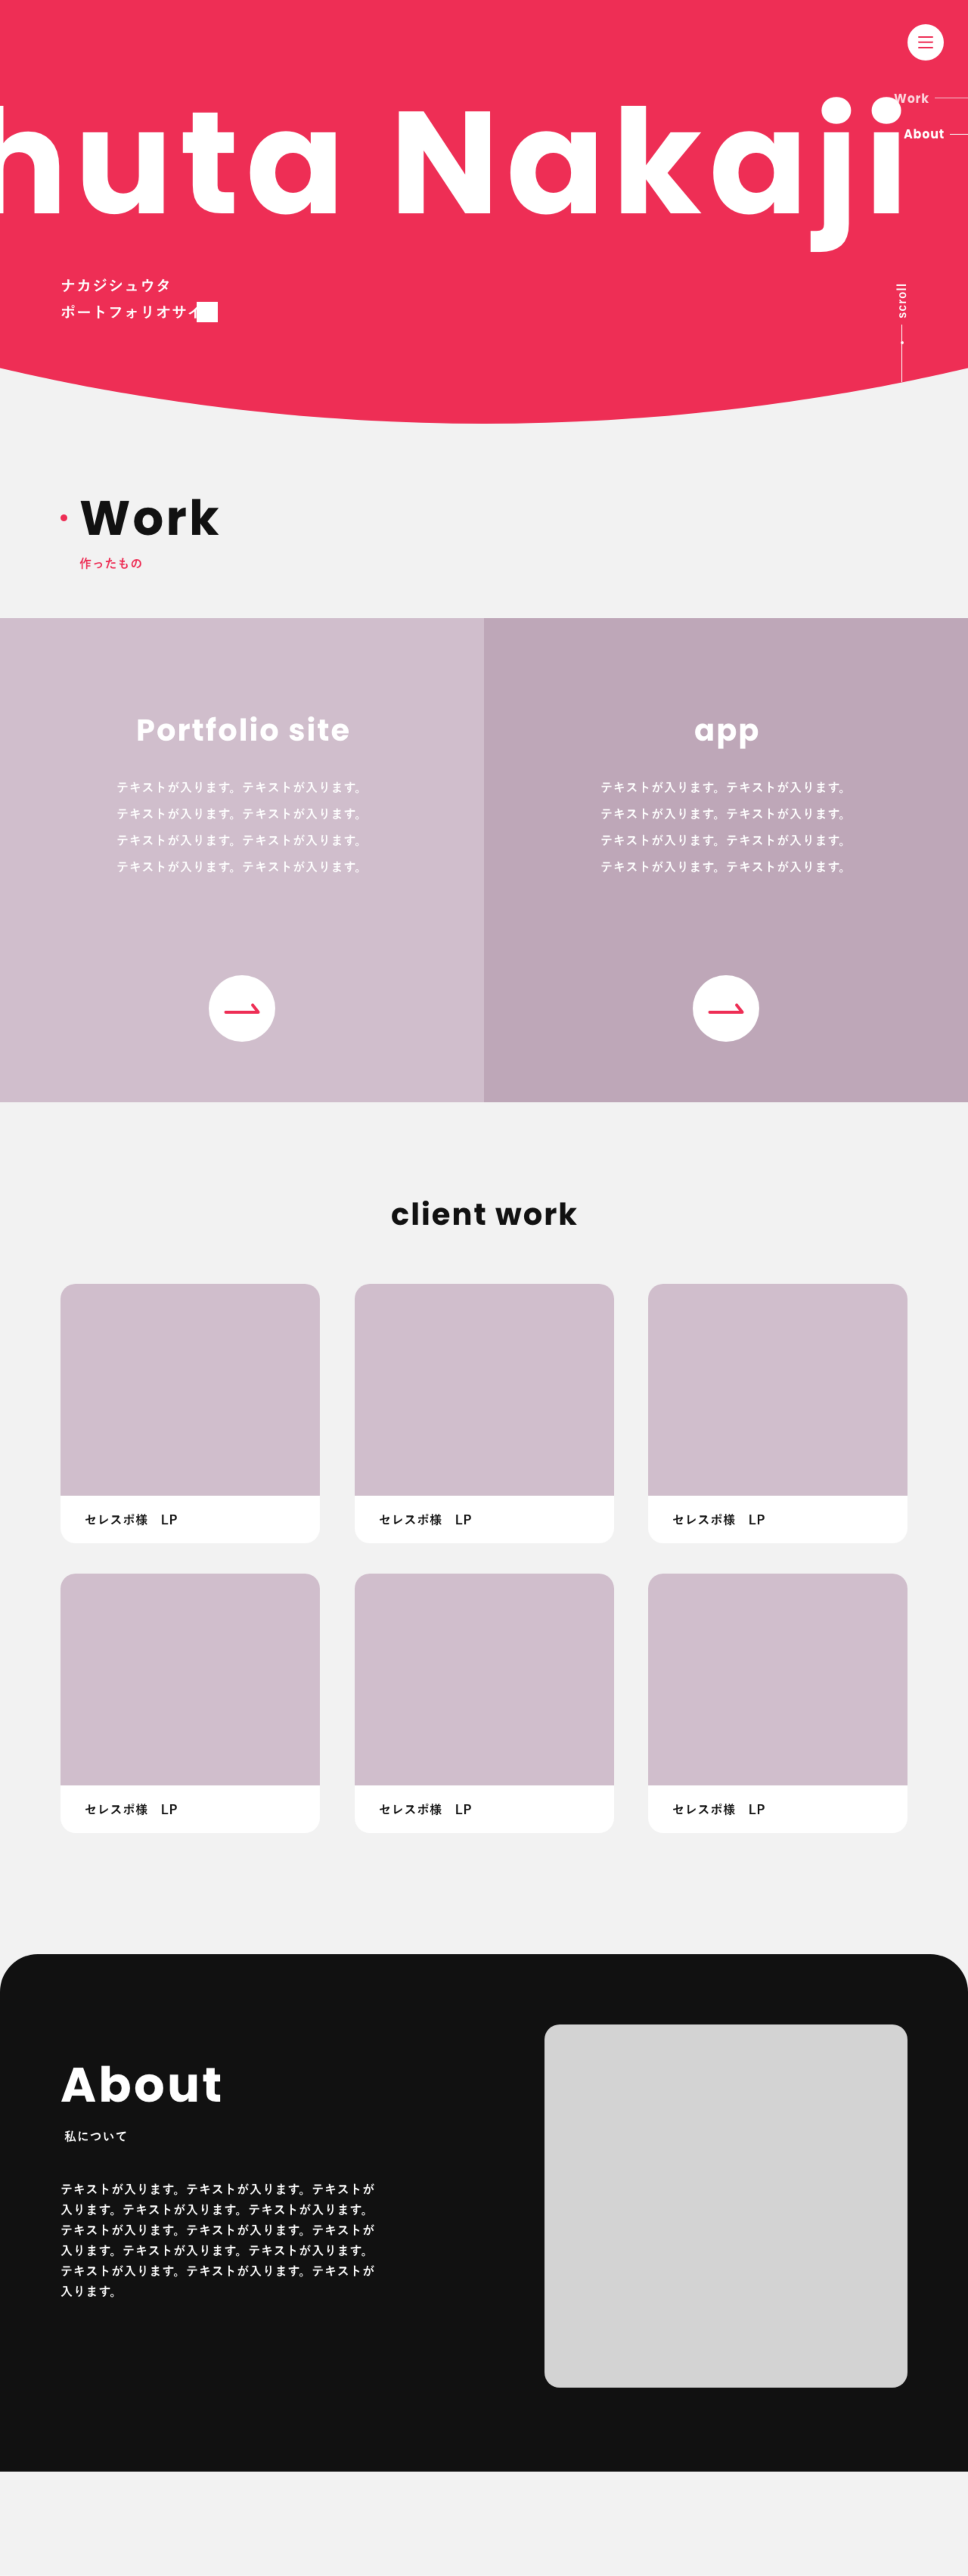 Work
About
huta Nakaji
ナカジシュウタ
ポートフォリオサイ
scroll
Work
作ったもの
Portfolio site
テキストが入ります。テキストが入ります。
テキストが入ります。テキストが入ります。
テキストが入ります。テキストが入ります。
テキストが入ります。テキストが入ります。
app
テキストが入ります。テキストが入ります。
テキストが入ります。テキストが入ります。
テキストが入ります。テキストが入ります。
テキストが入ります。テキストが入ります。
client work
セレスポ様　LP
セレスポ様　LP
セレスポ様　LP
セレスポ様　LP
セレスポ様　LP
セレスポ様　LP
About
私について
テキストが入ります。テキストが入ります。テキストが
入ります。テキストが入ります。テキストが入ります。
テキストが入ります。テキストが入ります。テキストが
入ります。テキストが入ります。テキストが入ります。
テキストが入ります。テキストが入ります。テキストが
入ります。